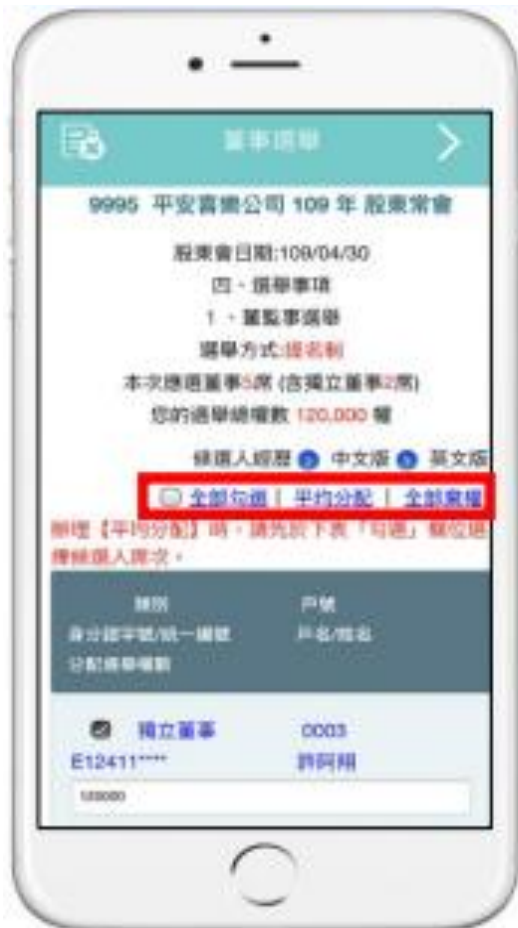 董事選舉
9995 平安喜樂公司 109 年 股東常會
股東會日期:109/04/30
四、選舉事項
1 、董監事選舉
選舉方式:提名制
本次應選董事5席 (含獨立董事2席)
您的選舉總權數 120,000 權
候選人經歷 中文版 英文版
全部勾選 | 平均分配 | 全部棄權
辦理【平均分配】時，請先於下表「勾選」欄位選
擇候選人席次。
類別 戶號
身分證字號/統一編號 戶名/姓名
分配選舉權數
獨立董事 0003
E12411**** 許阿翔
120000